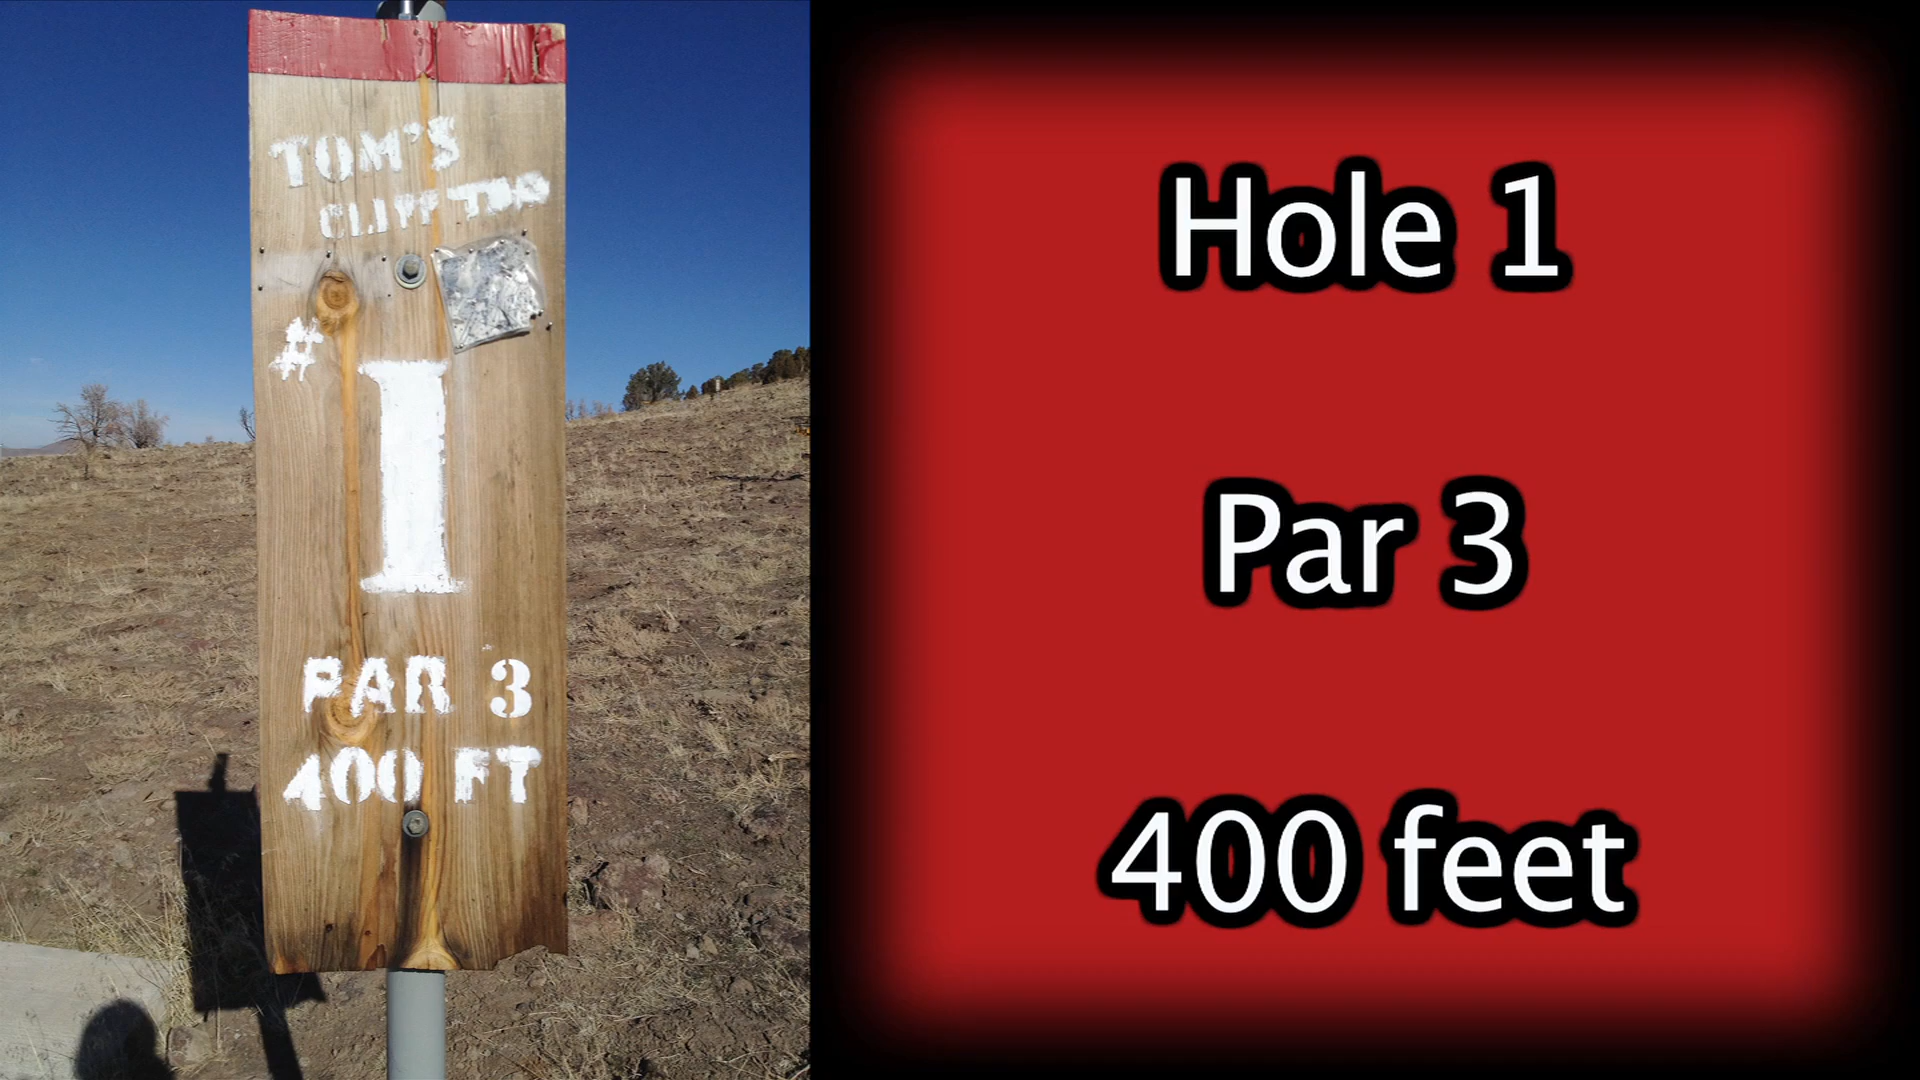 TOM'S
CLIFF TOP
#
1
PAR 3
400 FT
Hole 1
Par 3
400 feet